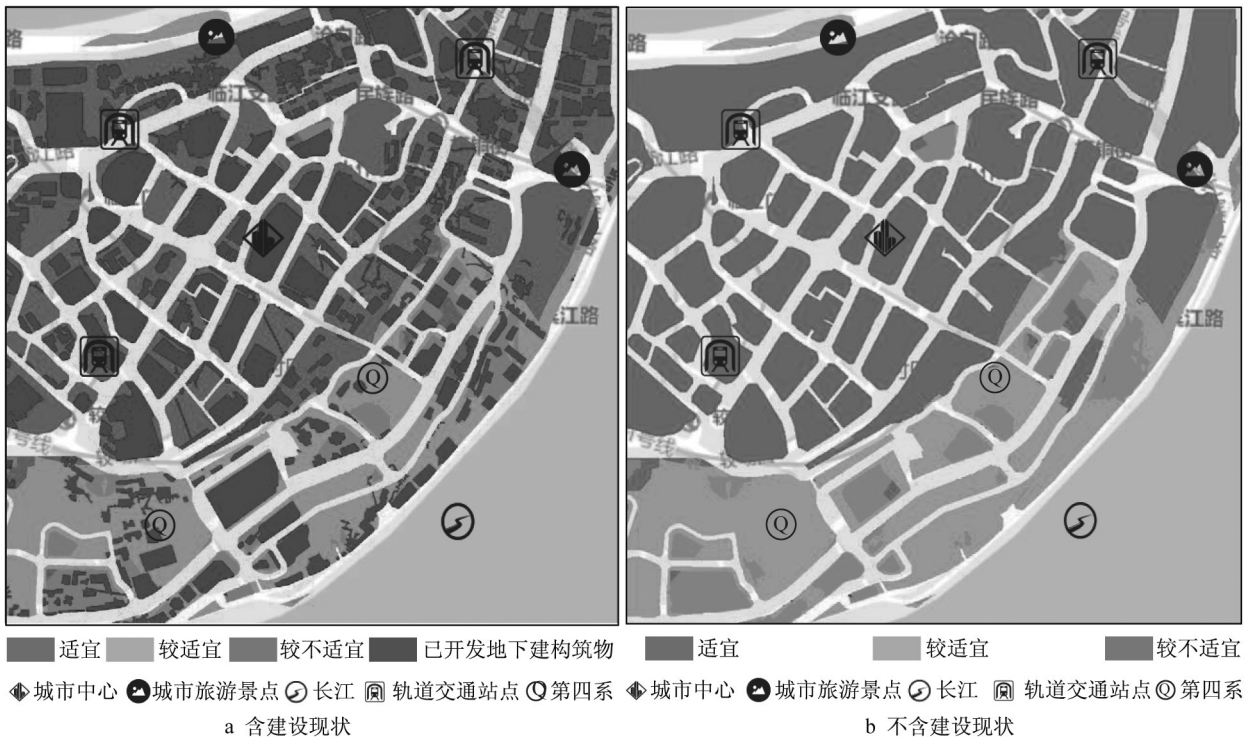 临江支路
民族路
沧白路
滨江路
临江路
Q
Q
民族路
Q
Q
适宜 较适宜 较不适宜 已开发地下建构筑物
适宜 较适宜 较不适宜
城市中心 城市旅游景点 长江 轨道交通站点 第四系
城市中心 城市旅游景点 长江 轨道交通站点 Q 第四系
a 含建设现状
b 不含建设现状